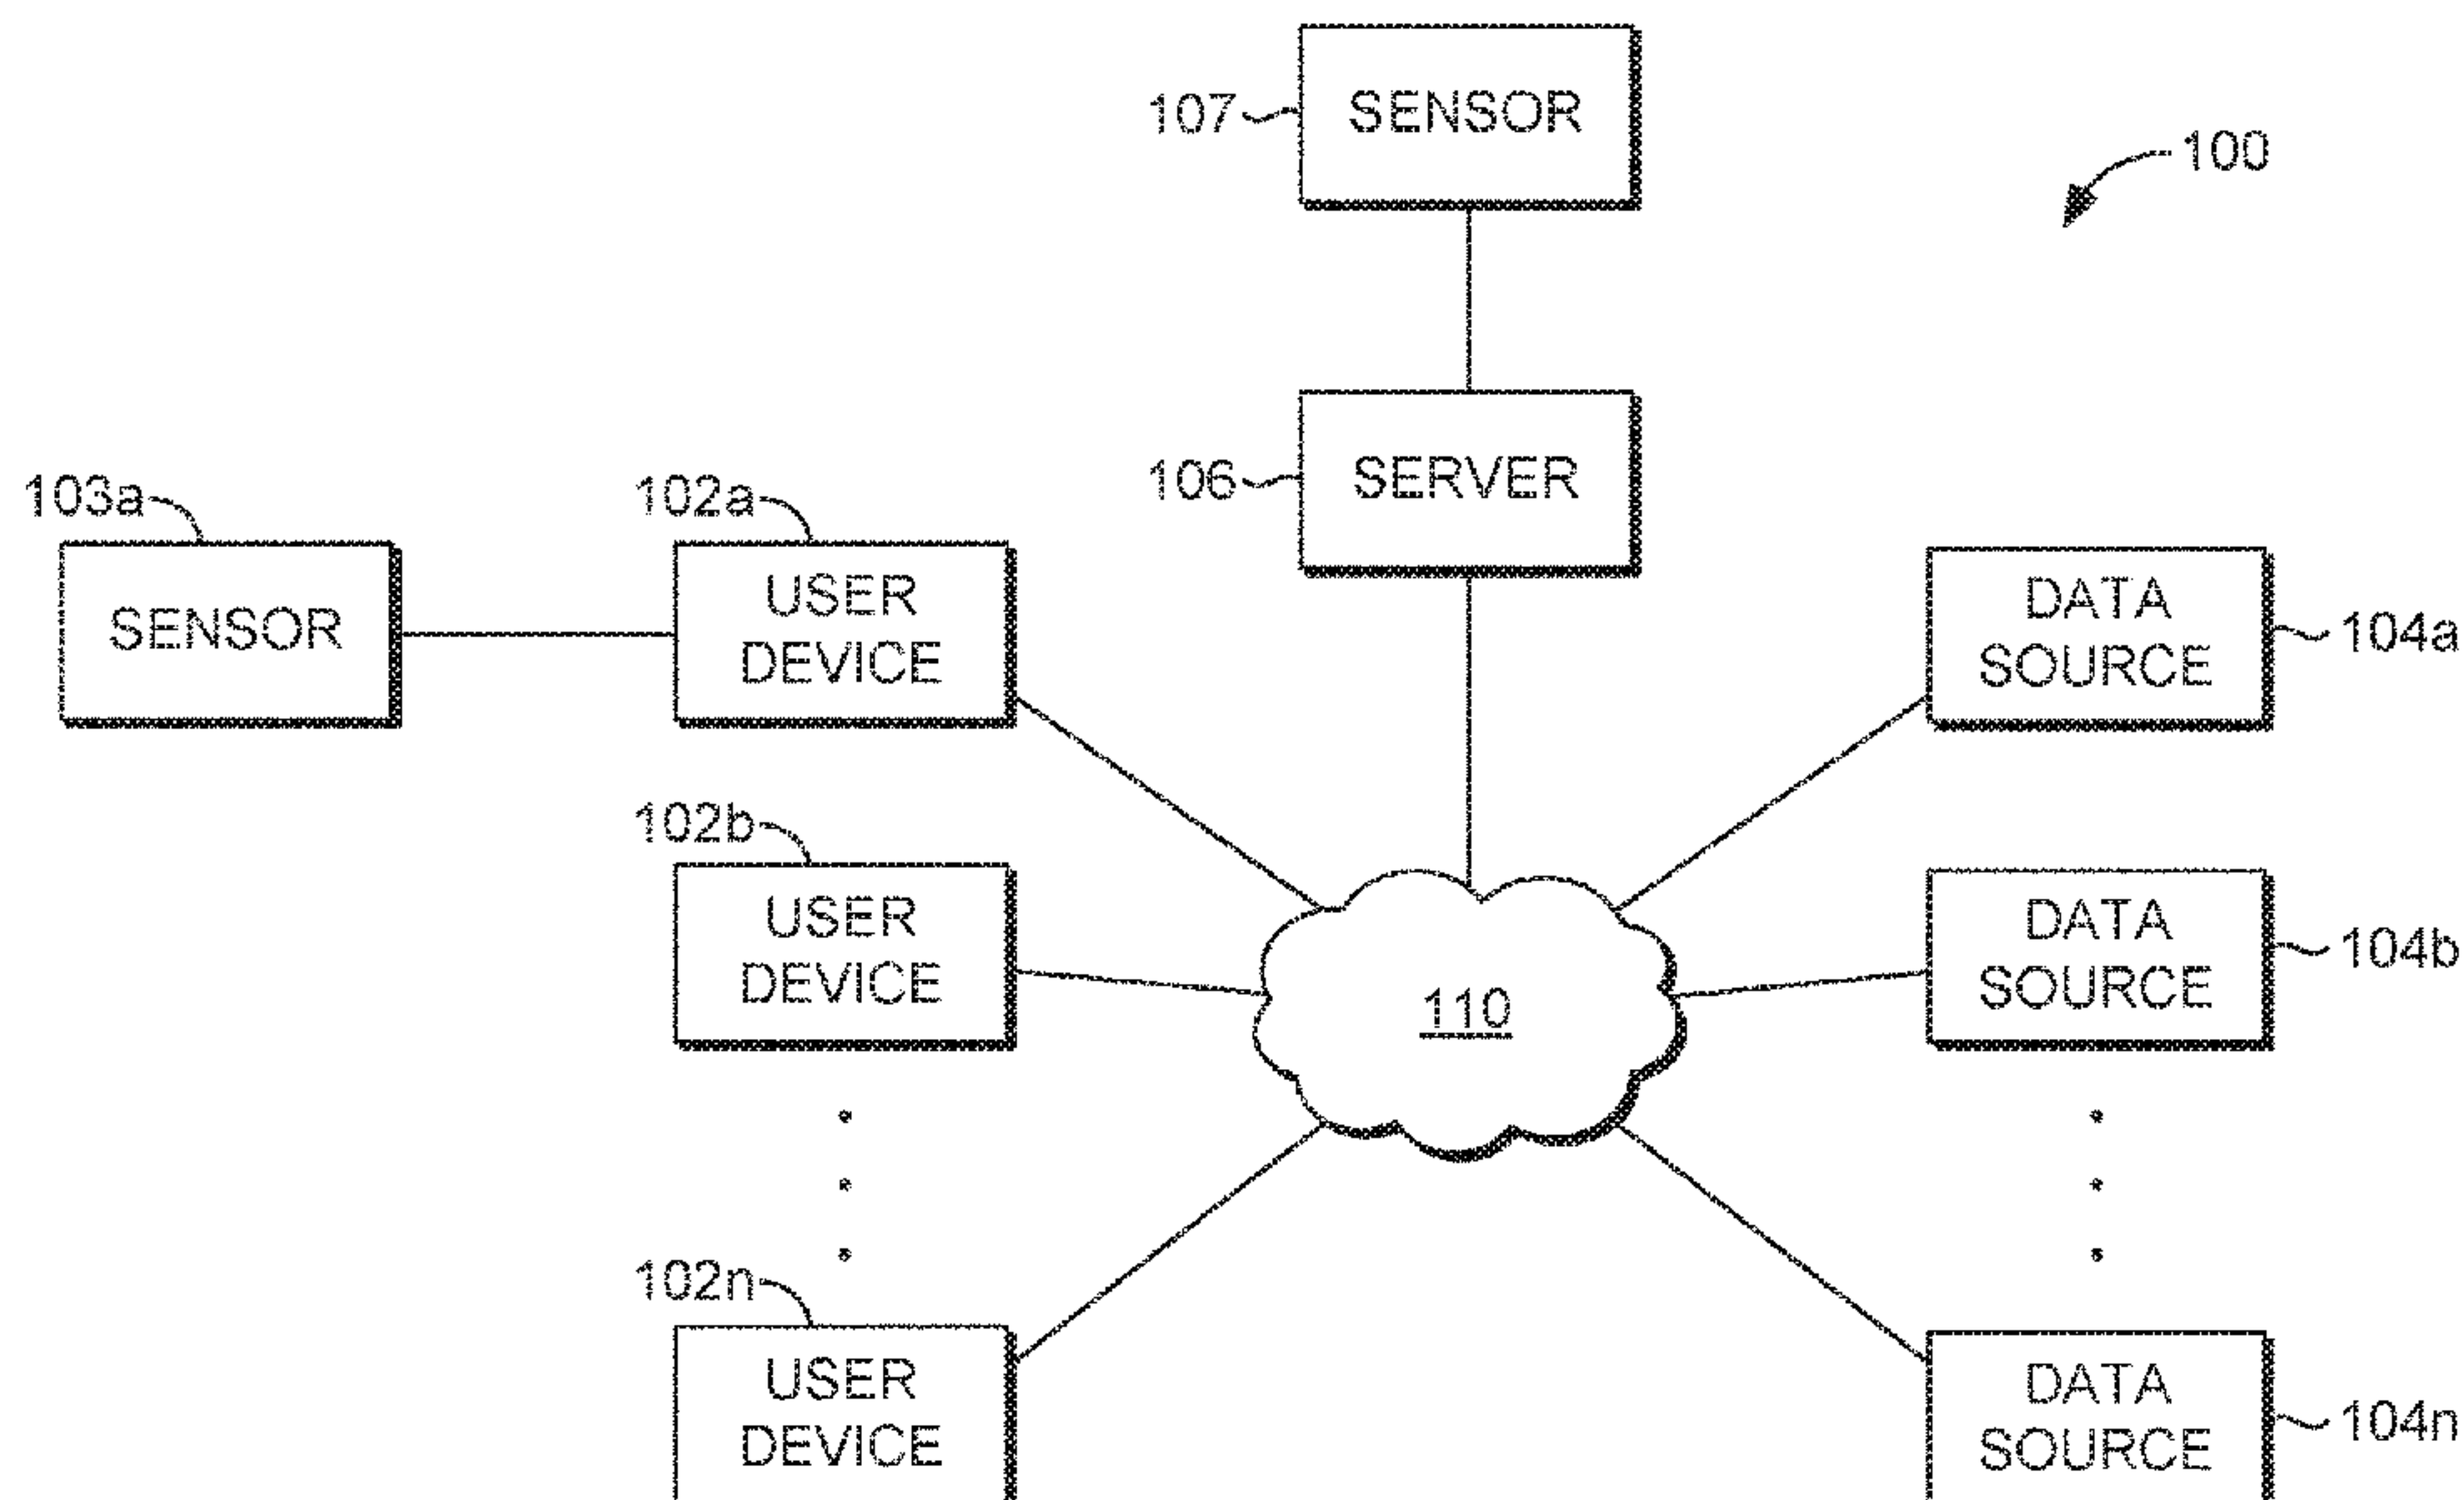 107
SENSOR
100
106
SERVER
103a
SENSOR
102a
USER
DEVICE
DATA
SOURCE
104a
102b
USER
DEVICE
110
DATA
SOURCE
104b
102n
USER
DEVICE
DATA
SOURCE
104n